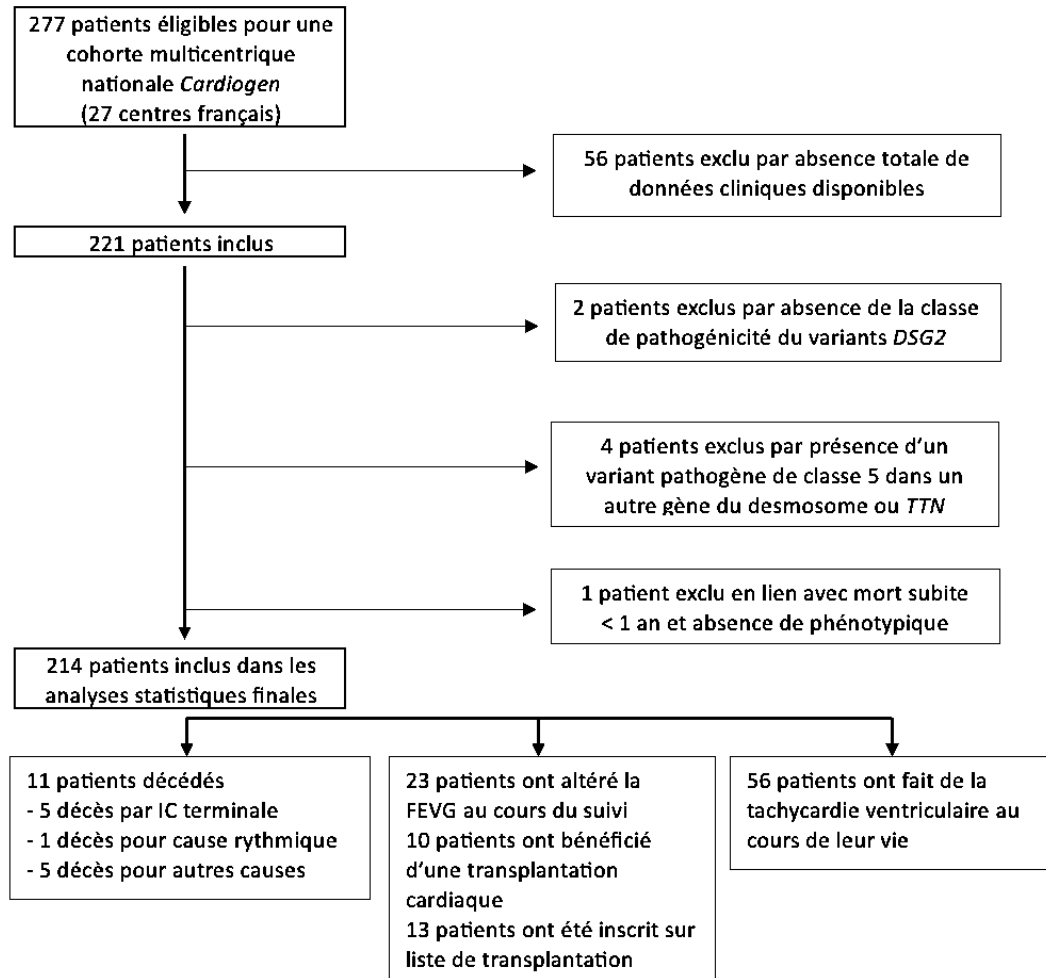 277 patients éligibles pour une
cohorte multicentrique
nationale Cardiogen
(27 centres français)
56 patients exclu par absence totale de
données cliniques disponibles
221 patients inclus
2 patients exclus par absence de la classe
de pathogénicité du variants DSG2
4 patients exclus par présence d’un
variant pathogène de classe 5 dans un
autre gène du desmosome ou TTN
1 patient exclu en lien avec mort subite
< 1 an et absence de phénotypique
214 patients inclus dans les
analyses statistiques finales
11 patients décédés
- 5 décès par IC terminale
- 1 décès pour cause rythmique
- 5 décès pour autres causes
23 patients ont altéré la
FEVG au cours du suivi
10 patients ont bénéficié
d’une transplantation
cardiaque
13 patients ont été inscrit sur
liste de transplantation
56 patients ont fait de la
tachycardie ventriculaire au
cours de leur vie